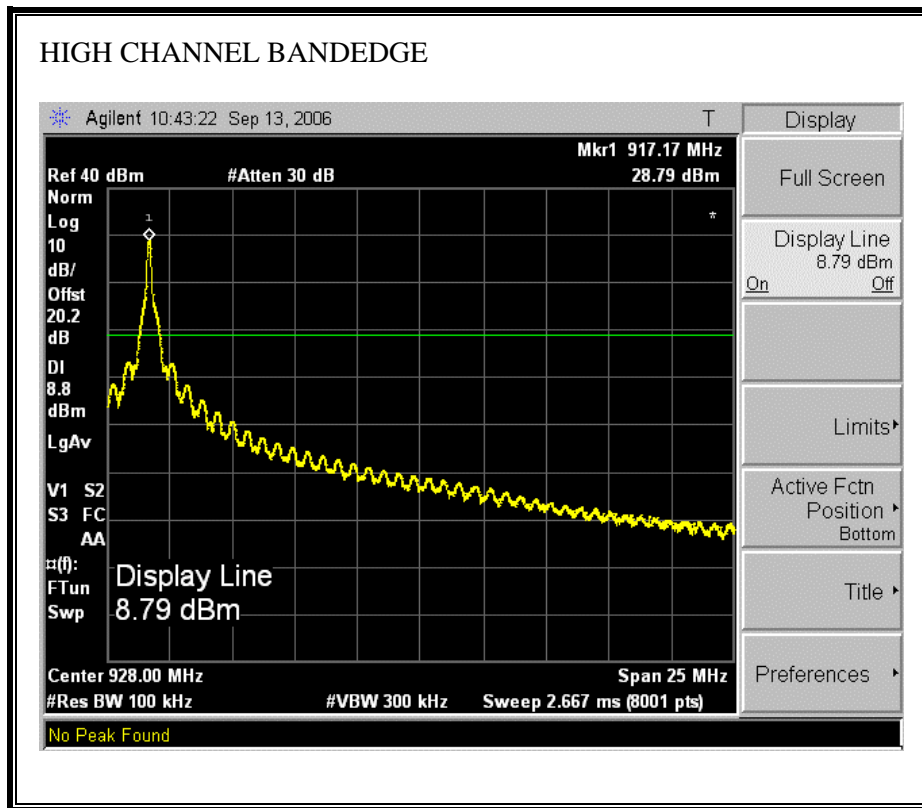 HIGH CHANNEL BANDEDGE
Agilent 10:43:22 Sep 13, 2006 T
Display
Mkr1 917.17 MHz
Ref 40 dBm #Atten 30 dB 28.79 dBm
Full Screen
Norm
Log
1
*
10
dB/
Display Line
8.79 dBm
On Off
Offst
20.2
dB
DI
8.8
dBm
LgAv
Limits
V1 S2
S3 FC
AA
Active Fctn
Position
Bottom
¤(f):
FTun
Swp
Display Line
8.79 dBm
Title
Center 928.00 MHz Span 25 MHz
#Res BW 100 kHz #VBW 300 kHz Sweep 2.667 ms (8001 pts)
Preferences
No Peak Found